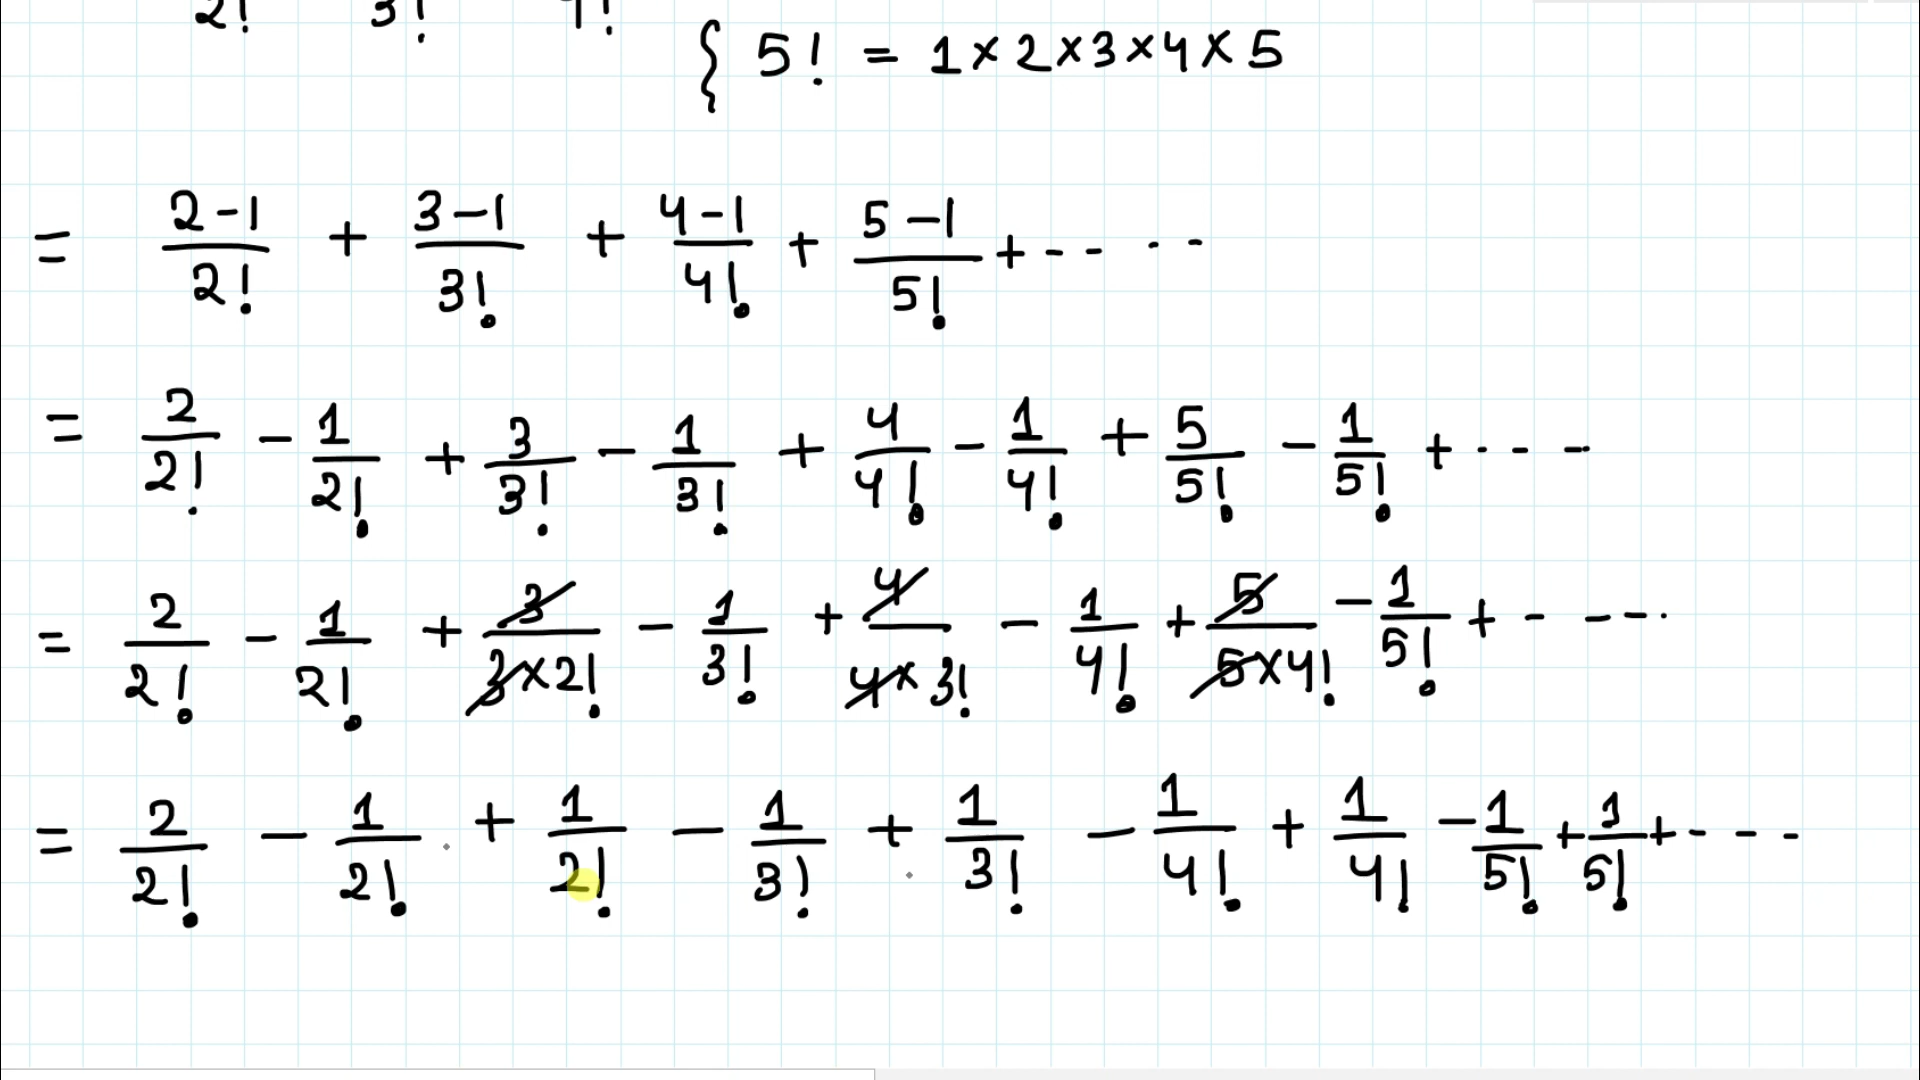 2! 3! 4!
{ 5! = 1×2×3×4×5
= (2-1)/2! + (3-1)/3! + (4-1)/4! + (5-1)/5! + - - - -
= 2/2! - 1/2! + 3/3! - 1/3! + 4/4! - 1/4! + 5/5! - 1/5! + - - -
= 2/2! - 1/2! + 3/(3×2!) - 1/3! + 4/(4×3!) - 1/4! + 5/(5×4!) - 1/5! + - - - -
= 2/2! - 1/2! + 1/2! - 1/3! + 1/3! - 1/4! + 1/4! - 1/5! + 1/5! + - - - -